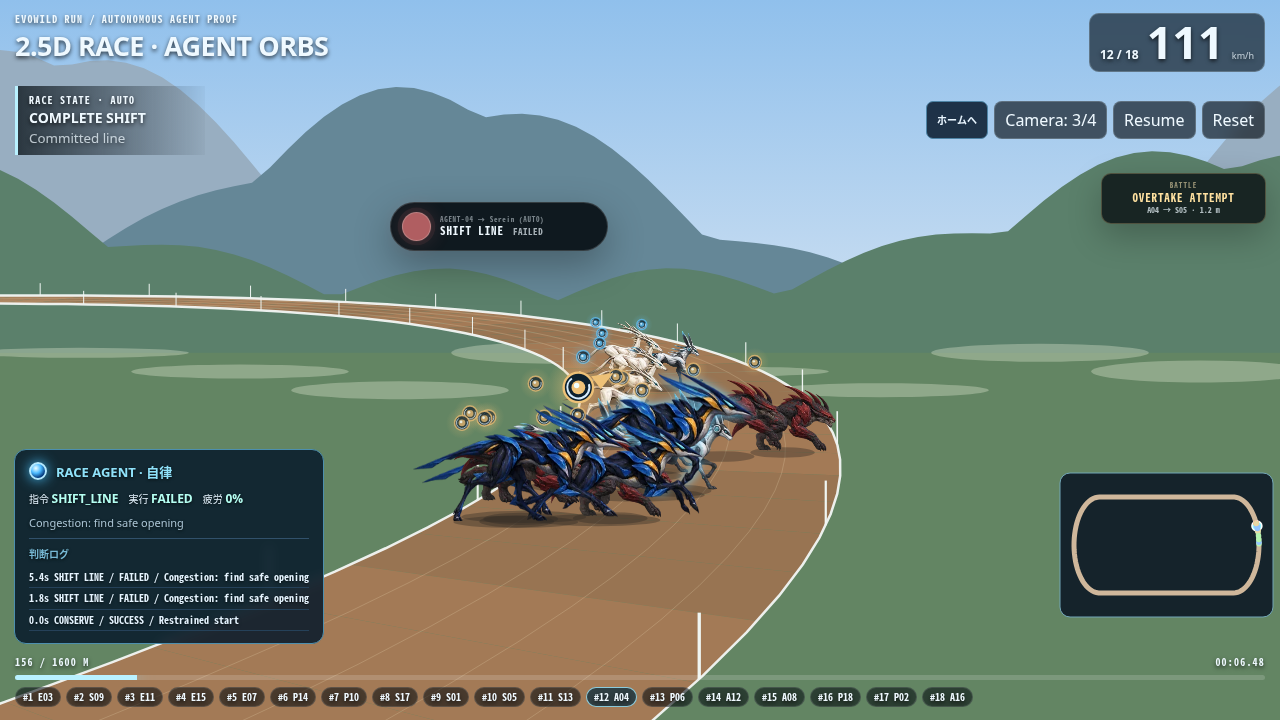 EVOWILD RUN / AUTONOMOUS AGENT PROOF
2.5D RACE · AGENT ORBS
12 / 18 111 km/h
RACE STATE · AUTO
COMPLETE SHIFT
Committed line
ホームへ
Camera: 3/4
Resume
Reset
BATTLE
OVERTAKE ATTEMPT
A04 → S05 · 1.2 m
AGENT-04 → Serein (AUTO)
SHIFT LINE FAILED
RACE AGENT · 自律
指令 SHIFT_LINE 実行 FAILED 疲労 0%
Congestion: find safe opening
判断ログ
5.4s SHIFT LINE / FAILED / Congestion: find safe opening
1.8s SHIFT LINE / FAILED / Congestion: find safe opening
0.0s CONSERVE / SUCCESS / Restrained start
156 / 1600 M
00:06.48
#1 E03
#2 S09
#3 E11
#4 E15
#5 E07
#6 P14
#7 P10
#8 S17
#9 S01
#10 S05
#11 S13
#12 A04
#13 P06
#14 A12
#15 A08
#16 P18
#17 P02
#18 A16